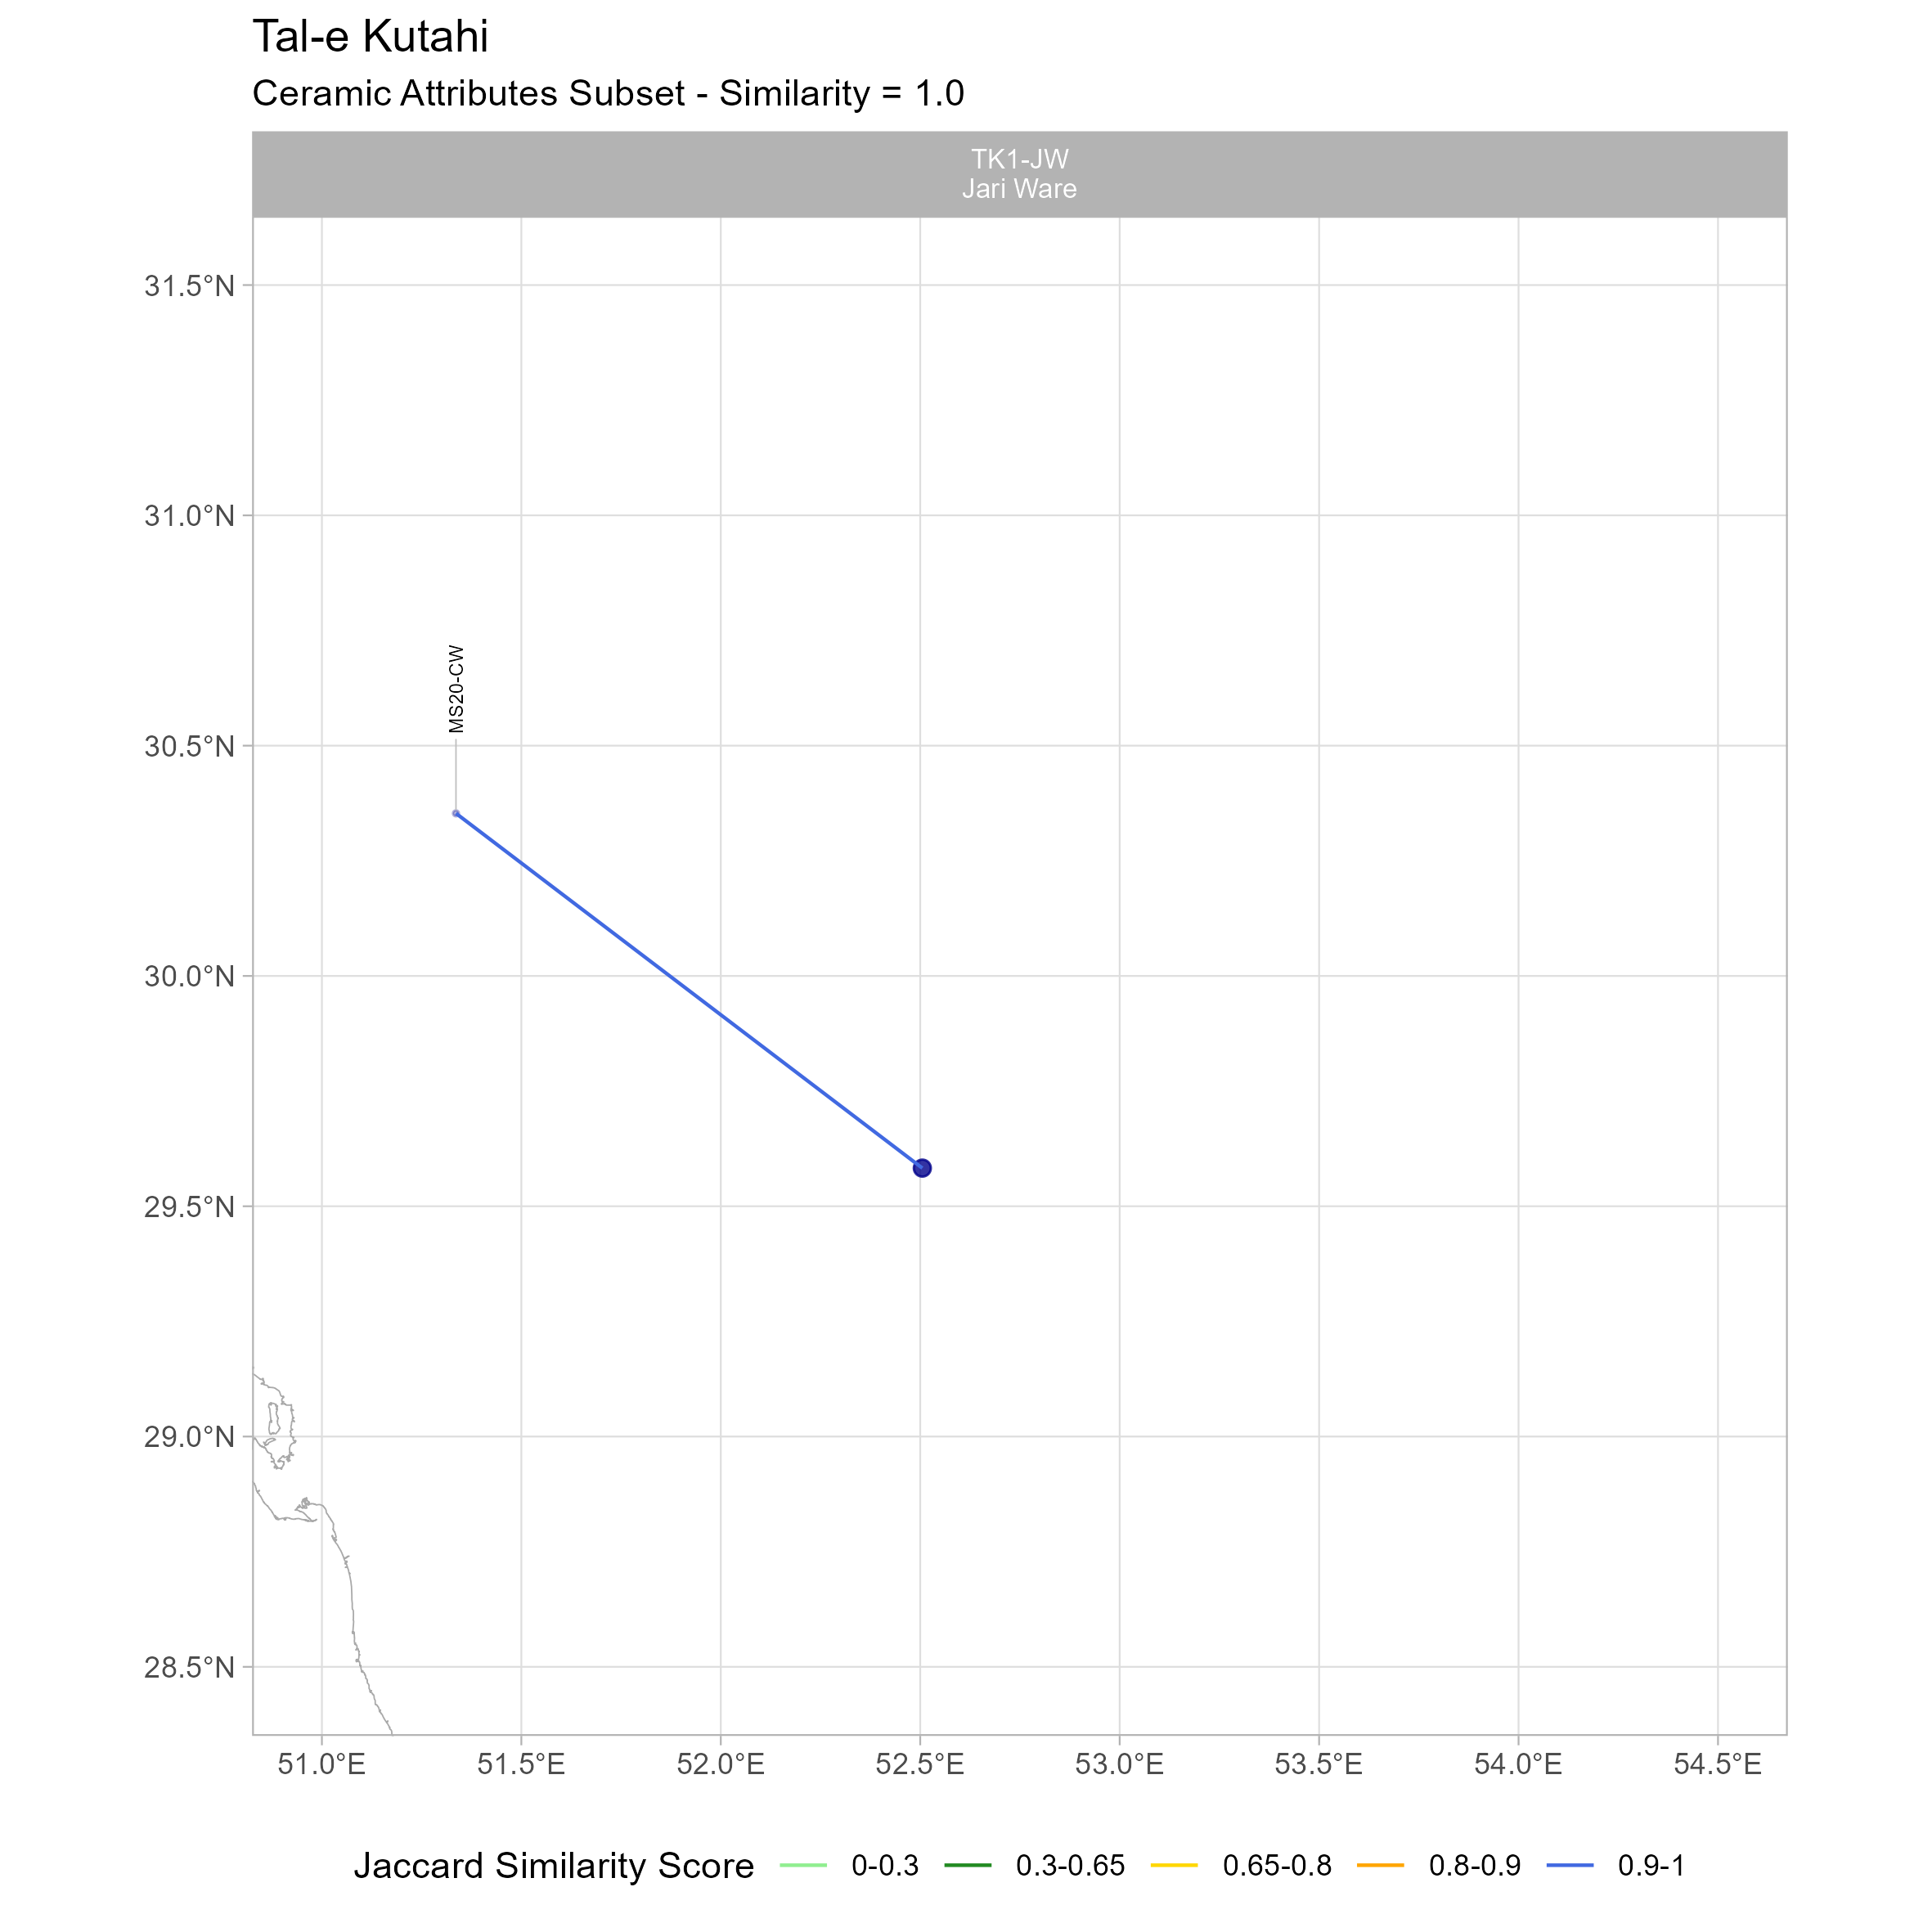 Tal-e Kutahi
Ceramic Attributes Subset - Similarity = 1.0
TK1-JW
Jari Ware
31.5°N
31.0°N
MS20-CW
30.5°N
30.0°N
29.5°N
29.0°N
28.5°N
51.0°E 51.5°E 52.0°E 52.5°E 53.0°E 53.5°E 54.0°E 54.5°E
Jaccard Similarity Score 0-0.3 0.3-0.65 0.65-0.8 0.8-0.9 0.9-1